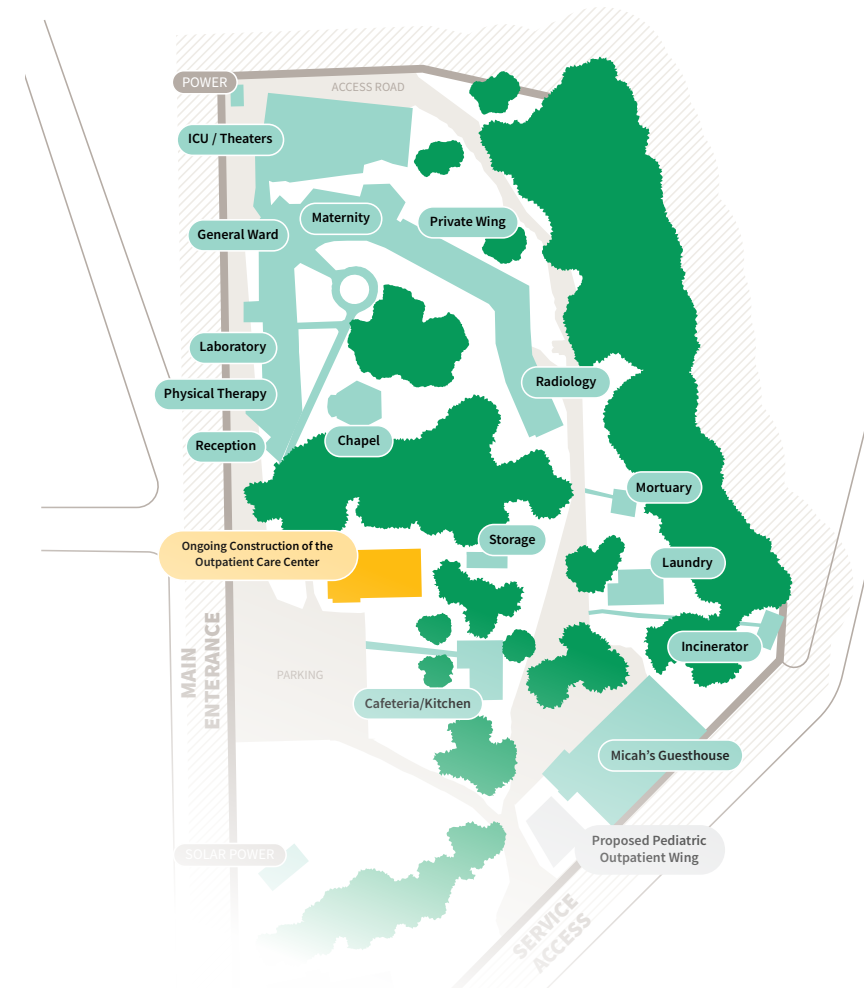 POWER
ACCESS ROAD
ICU / Theaters
Maternity
Private Wing
General Ward
Laboratory
Radiology
Physical Therapy
Chapel
Reception
Mortuary
Storage
Ongoing Construction of the
Outpatient Care Center
Laundry
MAIN
ENTERANCE
Incinerator
PARKING
Cafeteria/Kitchen
Micah's Guesthouse
Proposed Pediatric
Outpatient Wing
SOLAR POWER
SERVICE
ACCESS